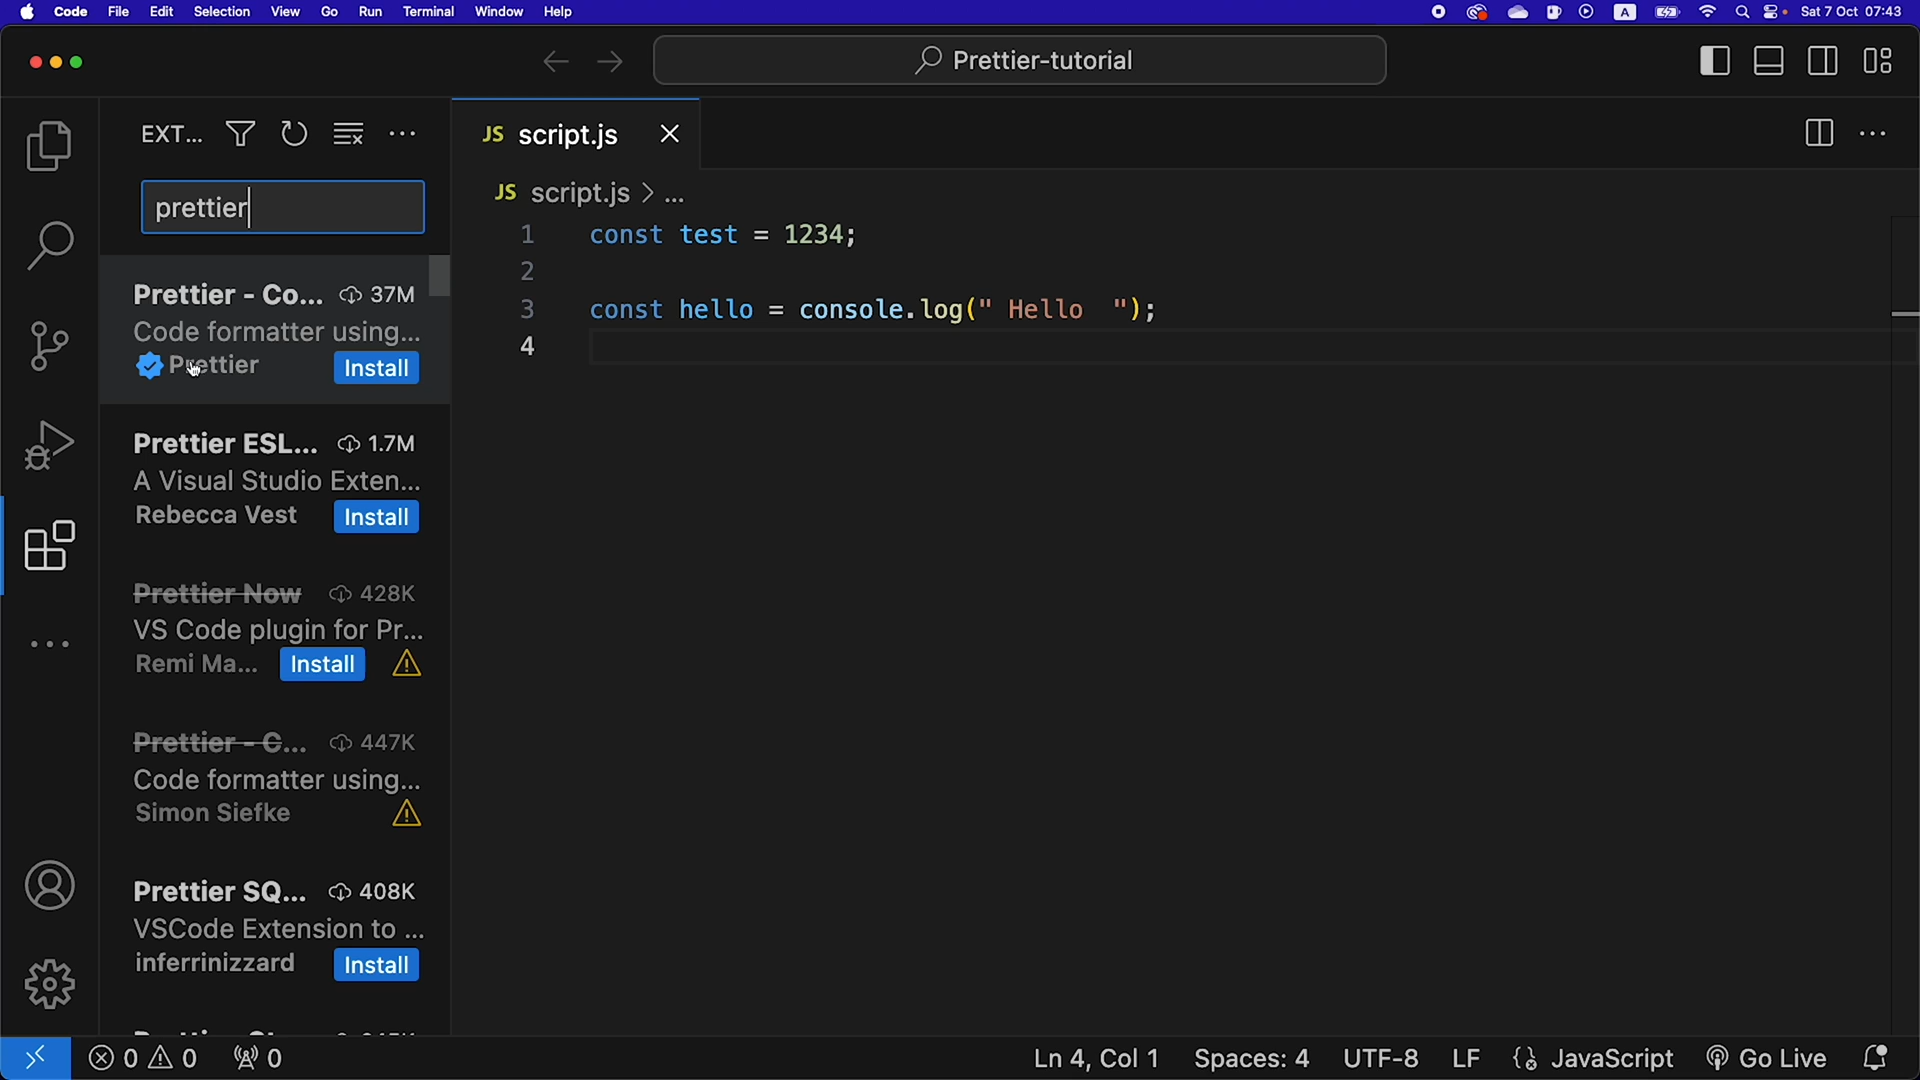 Code File Edit Selection View Go Run Terminal Window Help A Sat 7 Oct 07:43
Prettier-tutorial
EXT... JS script.js
prettier
JS script.js > ...
1 const test = 1234;
2
3 const hello = console.log(" Hello  ");
4
Prettier - Co... 37M
Code formatter using...
Prettier Install
Prettier ESL... 1.7M
A Visual Studio Exten...
Rebecca Vest Install
Prettier Now 428K
VS Code plugin for Pr...
Remi Ma... Install
Prettier - C... 447K
Code formatter using...
Simon Siefke
Prettier SQ... 408K
VSCode Extension to ...
inferrinizzard Install
0 0 0 Ln 4, Col 1 Spaces: 4 UTF-8 LF JavaScript Go Live